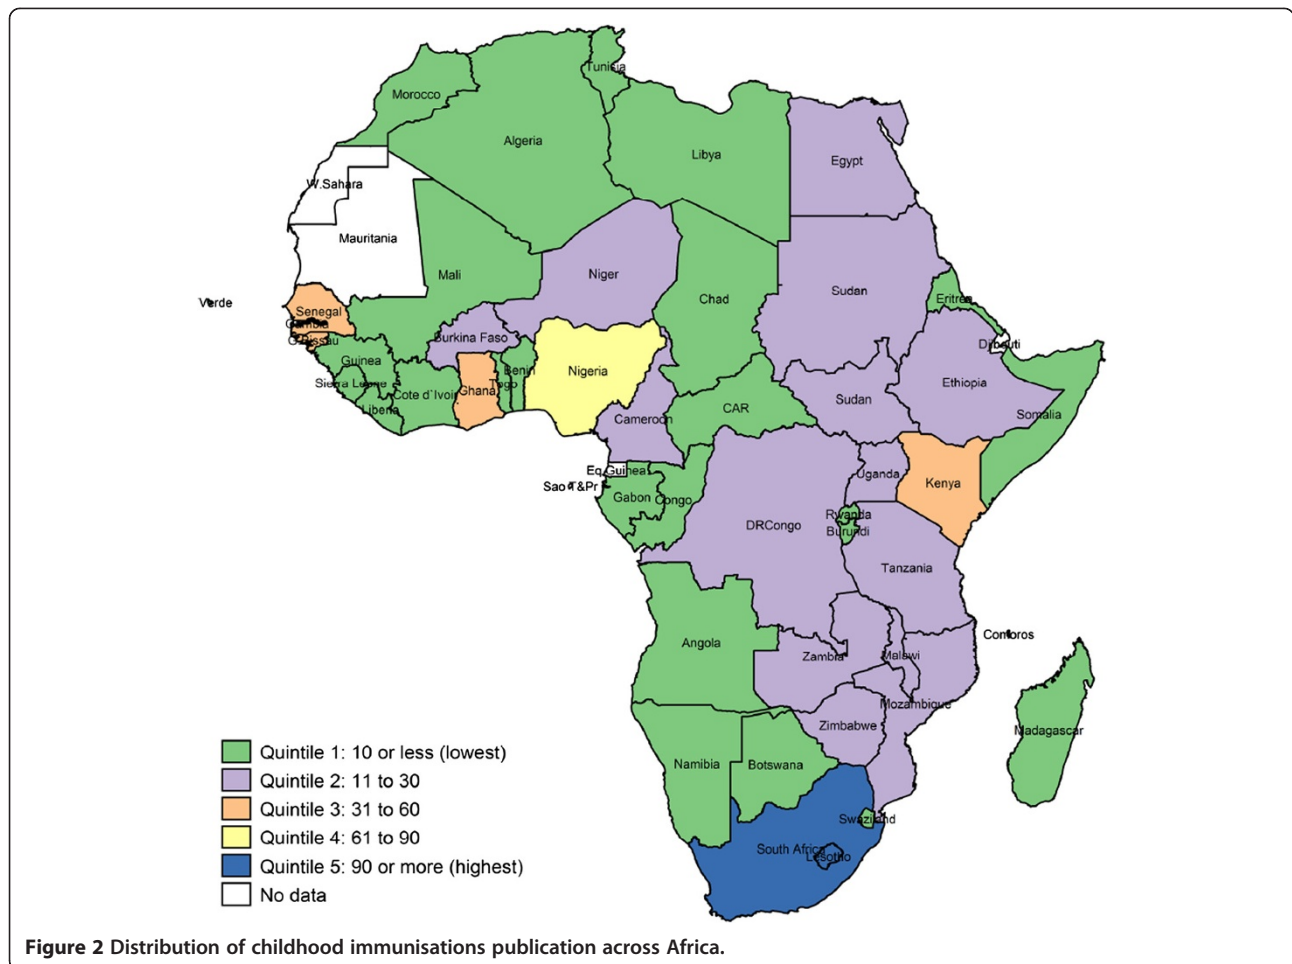 Tunisia
Morocco
Algeria
Libya
Egypt
W.Sahara
Mauritania
Mali
Niger
Chad
Sudan
Eritrea
Verde
Senegal
Gambia
G.Bissau
Burkina Faso
Djibouti
Guinea
Benin
Nigeria
Ethiopia
Sierra Leone
Cote d`Ivoir
Ghana
Togo
CAR
Sudan
Liberia
Cameroon
Somalia
Eq.Guinea
Uganda
Kenya
Sao T&Pr
Gabon
Congo
Rwanda
DRCongo
Burundi
Tanzania
Comoros
Angola
Zambia
Malawi
Mozambique
Zimbabwe
Madagascar
Namibia
Botswana
Swaziland
South Africa
Lesotho
Quintile 1: 10 or less (lowest)
Quintile 2: 11 to 30
Quintile 3: 31 to 60
Quintile 4: 61 to 90
Quintile 5: 90 or more (highest)
No data
Figure 2 Distribution of childhood immunisations publication across Africa.